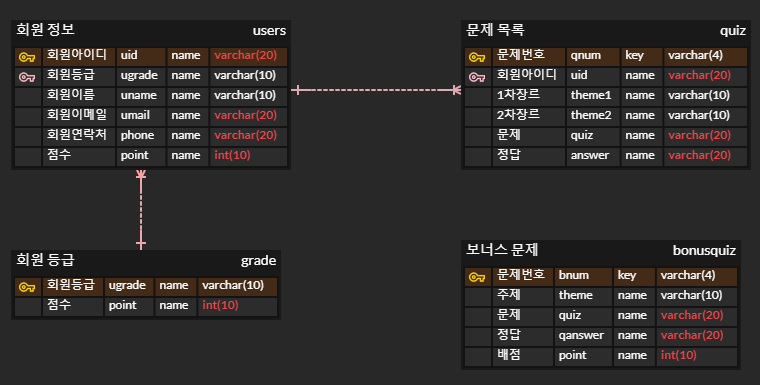 회원 정보 users
회원아이디 uid name varchar(20)
회원등급 ugrade name varchar(10)
회원이름 uname name varchar(10)
회원이메일 umail name varchar(20)
회원연락처 phone name varchar(20)
점수 point name int(10)
문제 목록 quiz
문제번호 qnum key varchar(4)
회원아이디 uid name varchar(20)
1차장르 theme1 name varchar(10)
2차장르 theme2 name varchar(10)
문제 quiz name varchar(20)
정답 answer name varchar(20)
회원 등급 grade
회원등급 ugrade name varchar(10)
점수 point name int(10)
보너스 문제 bonusquiz
문제번호 bnum key varchar(4)
주제 theme name varchar(10)
문제 quiz name varchar(20)
정답 qanswer name varchar(20)
배점 point name int(10)